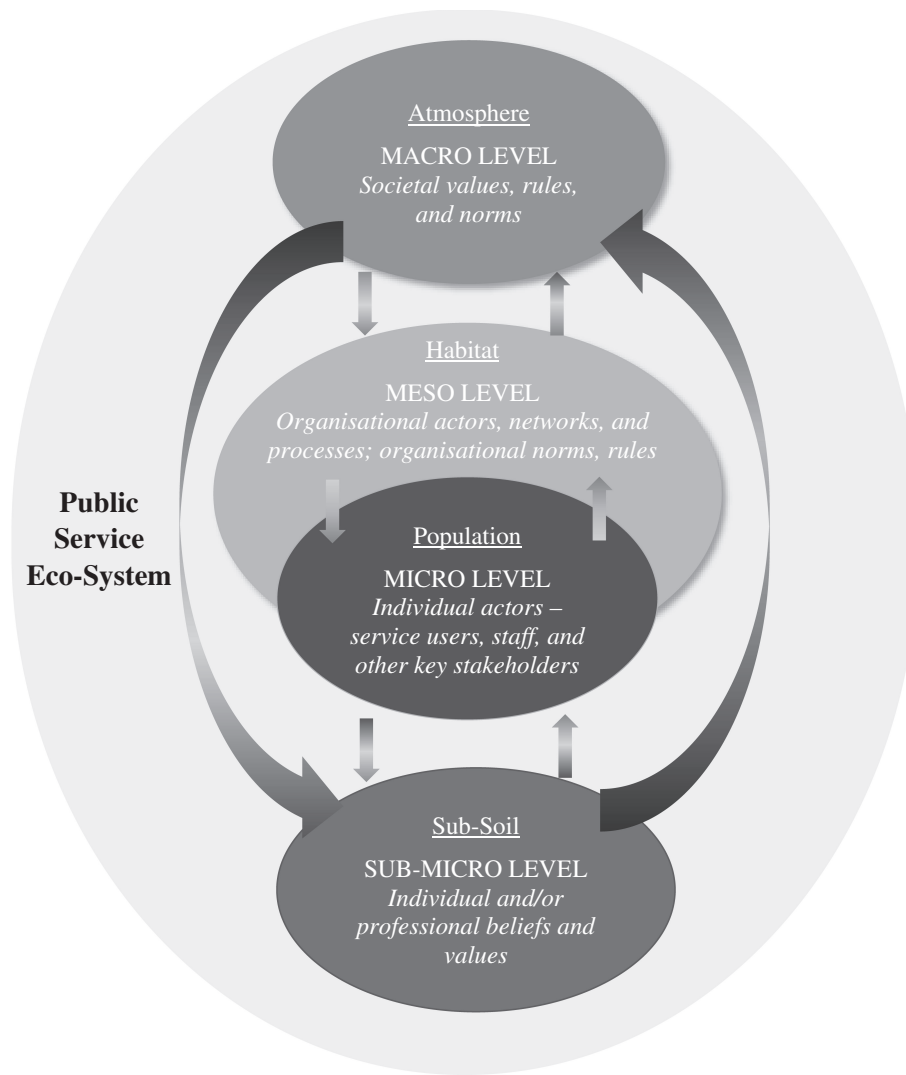 Atmosphere
MACRO LEVEL
Societal values, rules,
and norms
Habitat
MESO LEVEL
Organisational actors, networks, and
processes; organisational norms, rules
Public
Service
Eco-System
Population
MICRO LEVEL
Individual actors –
service users, staff, and
other key stakeholders
Sub-Soil
SUB-MICRO LEVEL
Individual and/or
professional beliefs and
values